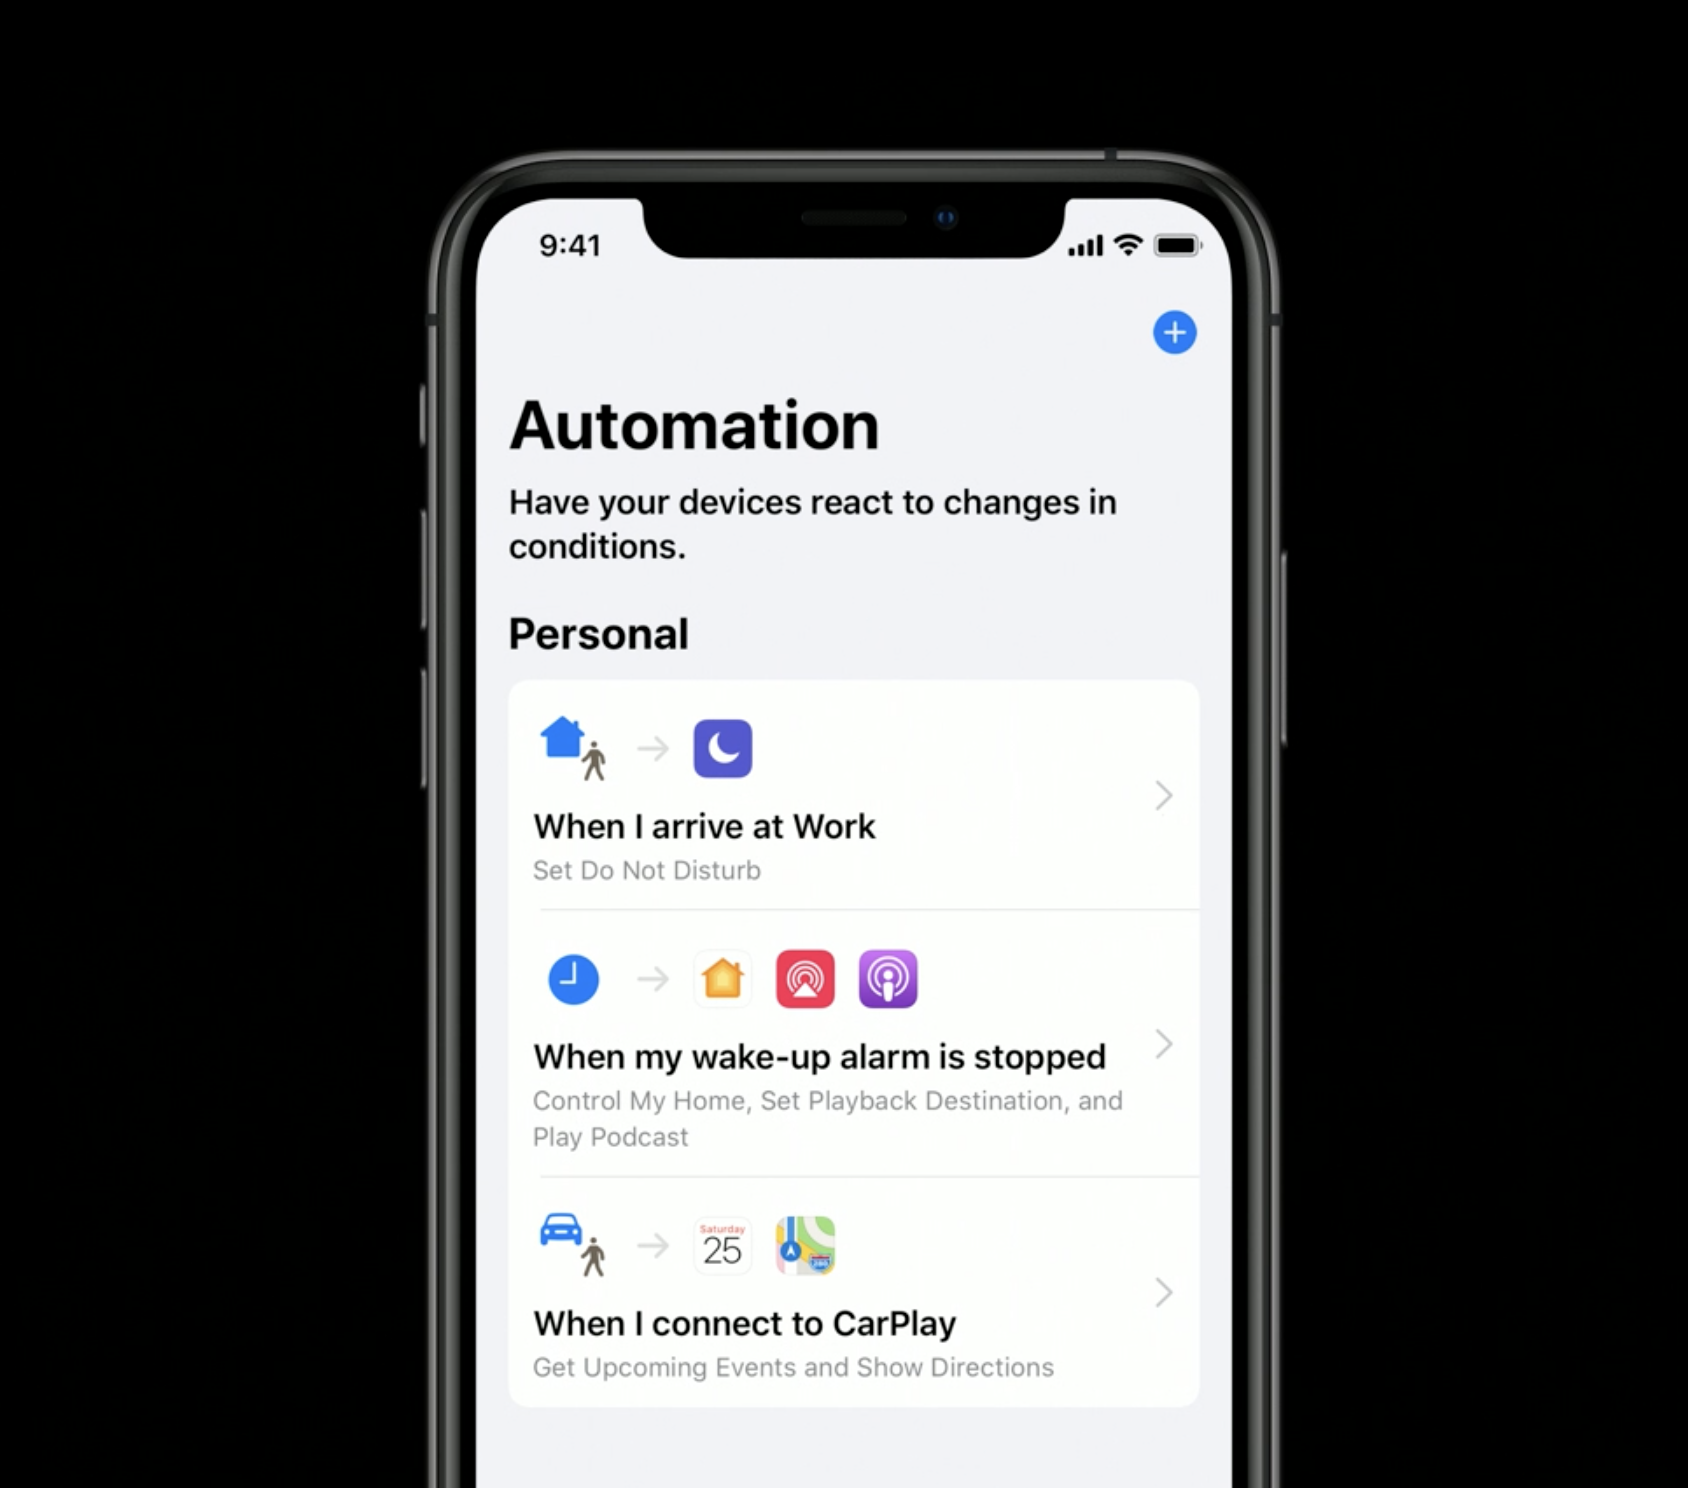 9:41
Automation
Have your devices react to changes in
conditions.
Personal
When I arrive at Work
Set Do Not Disturb
When my wake-up alarm is stopped
Control My Home, Set Playback Destination, and
Play Podcast
Saturday
25
280
When I connect to CarPlay
Get Upcoming Events and Show Directions